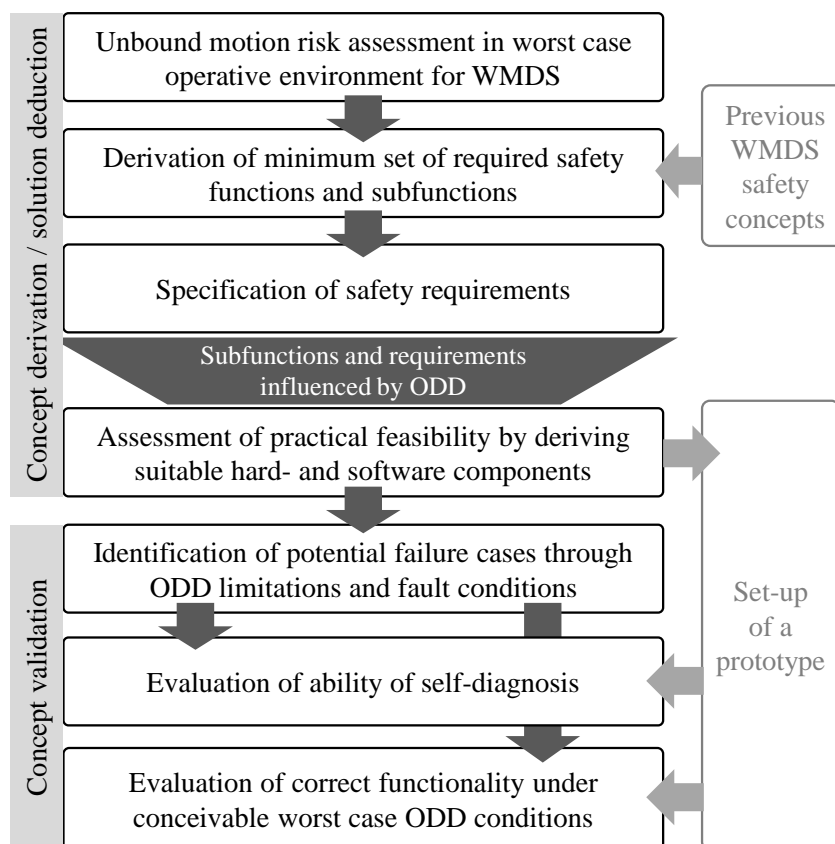 Concept derivation / solution deduction
Unbound motion risk assessment in worst case
operative environment for WMDS
Derivation of minimum set of required safety
functions and subfunctions
Previous
WMDS
safety
concepts
Specification of safety requirements
Subfunctions and requirements
influenced by ODD
Assessment of practical feasibility by deriving
suitable hard- and software components
Concept validation
Identification of potential failure cases through
ODD limitations and fault conditions
Set-up
of a
prototype
Evaluation of ability of self-diagnosis
Evaluation of correct functionality under
conceivable worst case ODD conditions